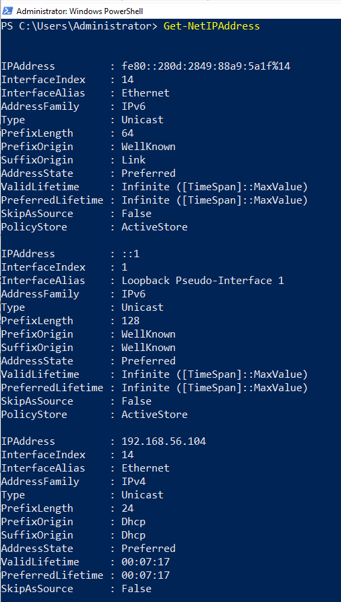 Administrator: Windows PowerShell
PS C:\Users\Administrator> Get-NetIPAddress
IPAddress : fe80::280d:2849:88a9:5a1f%14
InterfaceIndex : 14
InterfaceAlias : Ethernet
AddressFamily : IPv6
Type : Unicast
PrefixLength : 64
PrefixOrigin : WellKnown
SuffixOrigin : Link
AddressState : Preferred
ValidLifetime : Infinite ([TimeSpan]::MaxValue)
PreferredLifetime : Infinite ([TimeSpan]::MaxValue)
SkipAsSource : False
PolicyStore : ActiveStore
IPAddress : ::1
InterfaceIndex : 1
InterfaceAlias : Loopback Pseudo-Interface 1
AddressFamily : IPv6
Type : Unicast
PrefixLength : 128
PrefixOrigin : WellKnown
SuffixOrigin : WellKnown
AddressState : Preferred
ValidLifetime : Infinite ([TimeSpan]::MaxValue)
PreferredLifetime : Infinite ([TimeSpan]::MaxValue)
SkipAsSource : False
PolicyStore : ActiveStore
IPAddress : 192.168.56.104
InterfaceIndex : 14
InterfaceAlias : Ethernet
AddressFamily : IPv4
Type : Unicast
PrefixLength : 24
PrefixOrigin : Dhcp
SuffixOrigin : Dhcp
AddressState : Preferred
ValidLifetime : 00:07:17
PreferredLifetime : 00:07:17
SkipAsSource : False